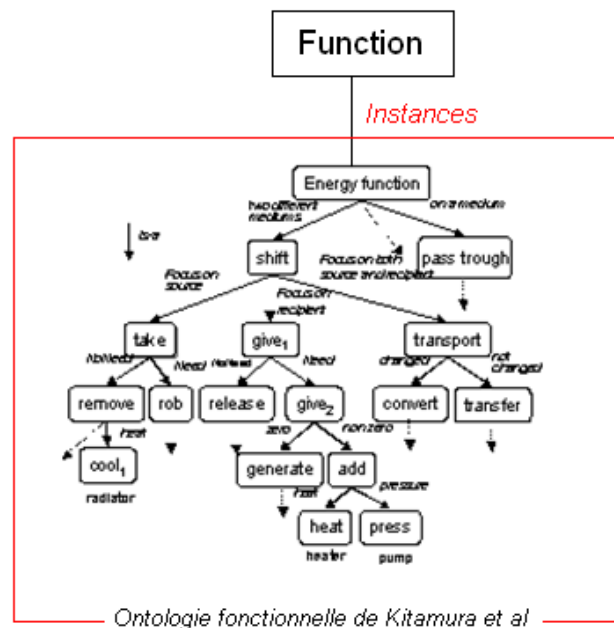 Function
Instances
Energy function
two different mediums
on a medium
is-a
shift
Focus on both source and recipient
pass trough
Focus on source
Focus on recipient
take
give1
transport
NoNeed
Need
NoNeed
Need
changed
not changed
remove
rob
release
give2
convert
transfer
heat
zero
nonzero
cool1
generate
add
radiator
heat
pressure
heat
press
heater
pump
Ontologie fonctionnelle de Kitamura et al